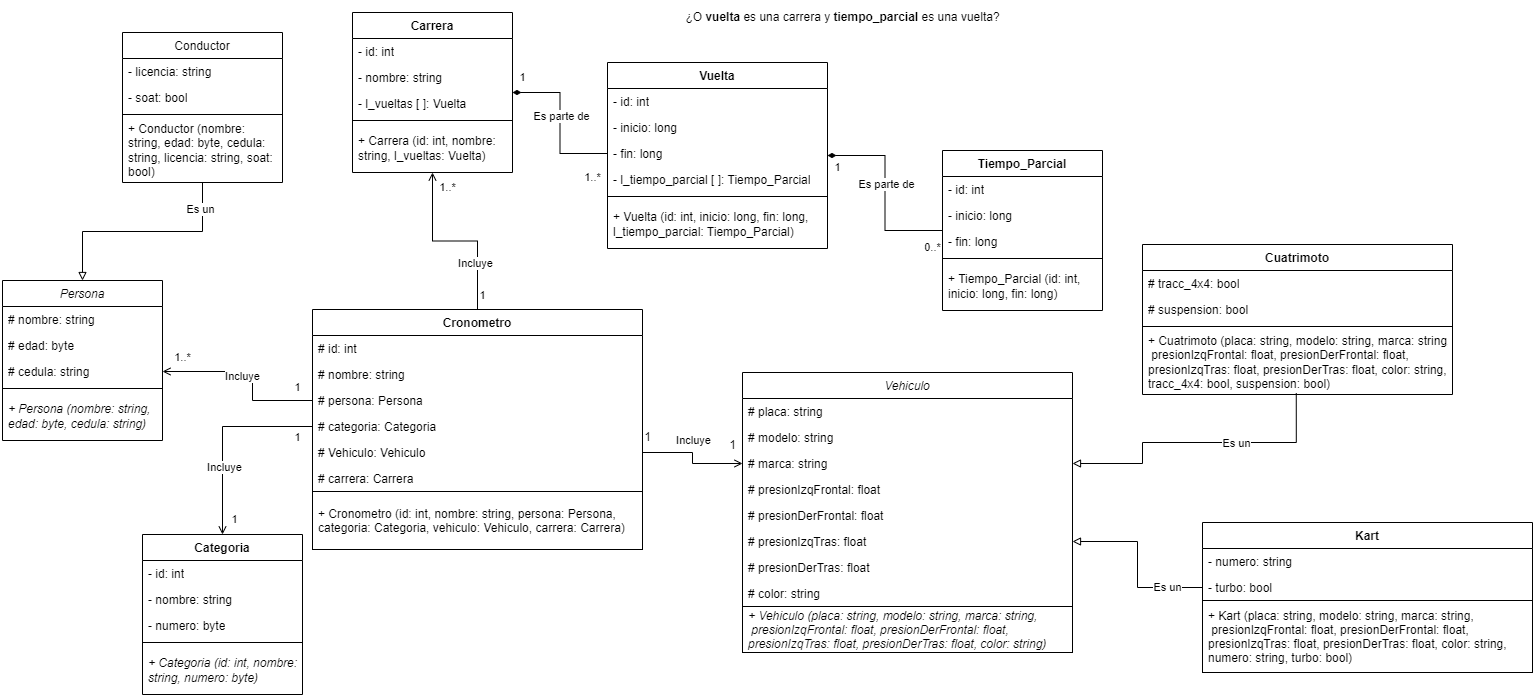 ¿O vuelta es una carrera y tiempo_parcial es una vuelta?
Conductor
- licencia: string
- soat: bool
+ Conductor (nombre:
string, edad: byte, cedula:
string, licencia: string, soat:
bool)
Es un
Carrera
- id: int
- nombre: string
- l_vueltas [ ]: Vuelta
+ Carrera (id: int, nombre:
string, l_vueltas: Vuelta)
1
Es parte de
1..*
Vuelta
- id: int
- inicio: long
- fin: long
- l_tiempo_parcial [ ]: Tiempo_Parcial
+ Vuelta (id: int, inicio: long, fin: long,
l_tiempo_parcial: Tiempo_Parcial)
1
Es parte de
0..*
Tiempo_Parcial
- id: int
- inicio: long
- fin: long
+ Tiempo_Parcial (id: int,
inicio: long, fin: long)
1..*
Incluye
1
Persona
# nombre: string
# edad: byte
# cedula: string
+ Persona (nombre: string,
edad: byte, cedula: string)
1..*
Incluye
1
Cronometro
# id: int
# nombre: string
# persona: Persona
# categoria: Categoria
# Vehiculo: Vehiculo
# carrera: Carrera
+ Cronometro (id: int, nombre: string, persona: Persona,
categoria: Categoria, vehiculo: Vehiculo, carrera: Carrera)
1
Incluye
1
Categoria
- id: int
- nombre: string
- numero: byte
+ Categoria (id: int, nombre:
string, numero: byte)
1
Incluye
1
Vehiculo
# placa: string
# modelo: string
# marca: string
# presionIzqFrontal: float
# presionDerFrontal: float
# presionIzqTras: float
# presionDerTras: float
# color: string
+ Vehiculo (placa: string, modelo: string, marca: string,
presionIzqFrontal: float, presionDerFrontal: float,
presionIzqTras: float, presionDerTras: float, color: string)
Cuatrimoto
# tracc_4x4: bool
# suspension: bool
+ Cuatrimoto (placa: string, modelo: string, marca: string
presionIzqFrontal: float, presionDerFrontal: float,
presionIzqTras: float, presionDerTras: float, color: string,
tracc_4x4: bool, suspension: bool)
Es un
Kart
- numero: string
- turbo: bool
+ Kart (placa: string, modelo: string, marca: string,
presionIzqFrontal: float, presionDerFrontal: float,
presionIzqTras: float, presionDerTras: float, color: string,
numero: string, turbo: bool)
Es un